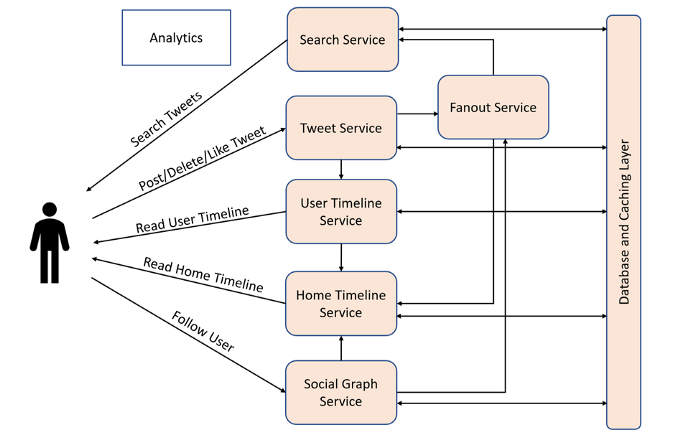 Analytics
Search Service
Search Tweets
Fanout Service
Post/Delete/Like Tweet
Tweet Service
Read User Timeline
User Timeline
Service
Read Home Timeline
Home Timeline
Service
Follow User
Social Graph
Service
Database and Caching Layer